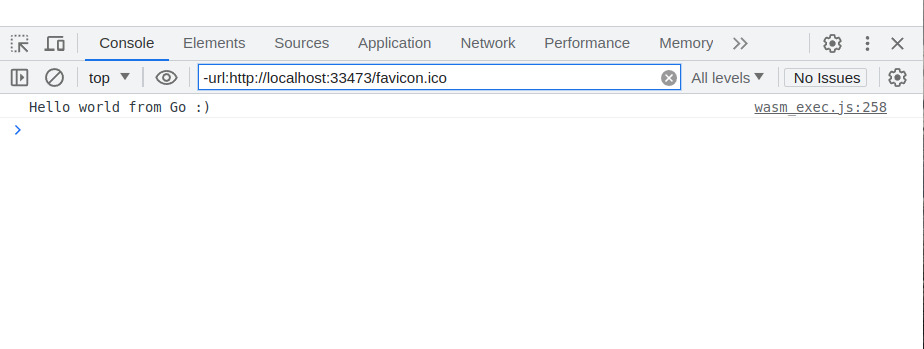 Console Elements Sources Application Network Performance Memory
top -url:http://localhost:33473/favicon.ico All levels No Issues
Hello world from Go :) wasm_exec.js:258